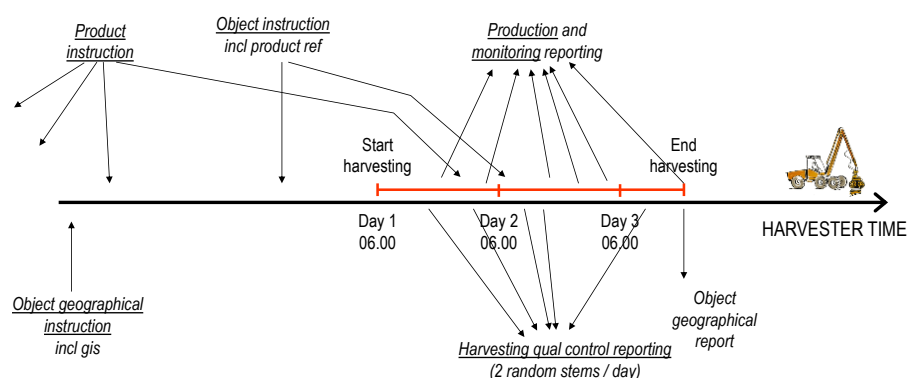 Product
instruction
Object instruction
incl product ref
Production and
monitoring reporting
Start
harvesting
End
harvesting
Day 1
06.00
Day 2
06.00
Day 3
06.00
HARVESTER TIME
Object geographical
instruction
incl gis
Harvesting qual control reporting
(2 random stems / day)
Object
geographical
report